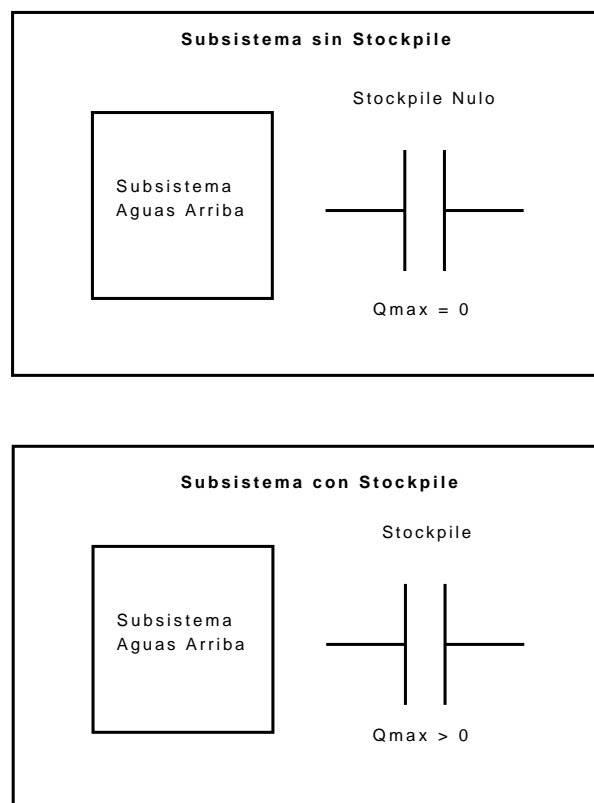 Subsistema sin Stockpile
Stockpile Nulo
Subsistema
Aguas Arriba
Qmax = 0
Subsistema con Stockpile
Stockpile
Subsistema
Aguas Arriba
Qmax > 0